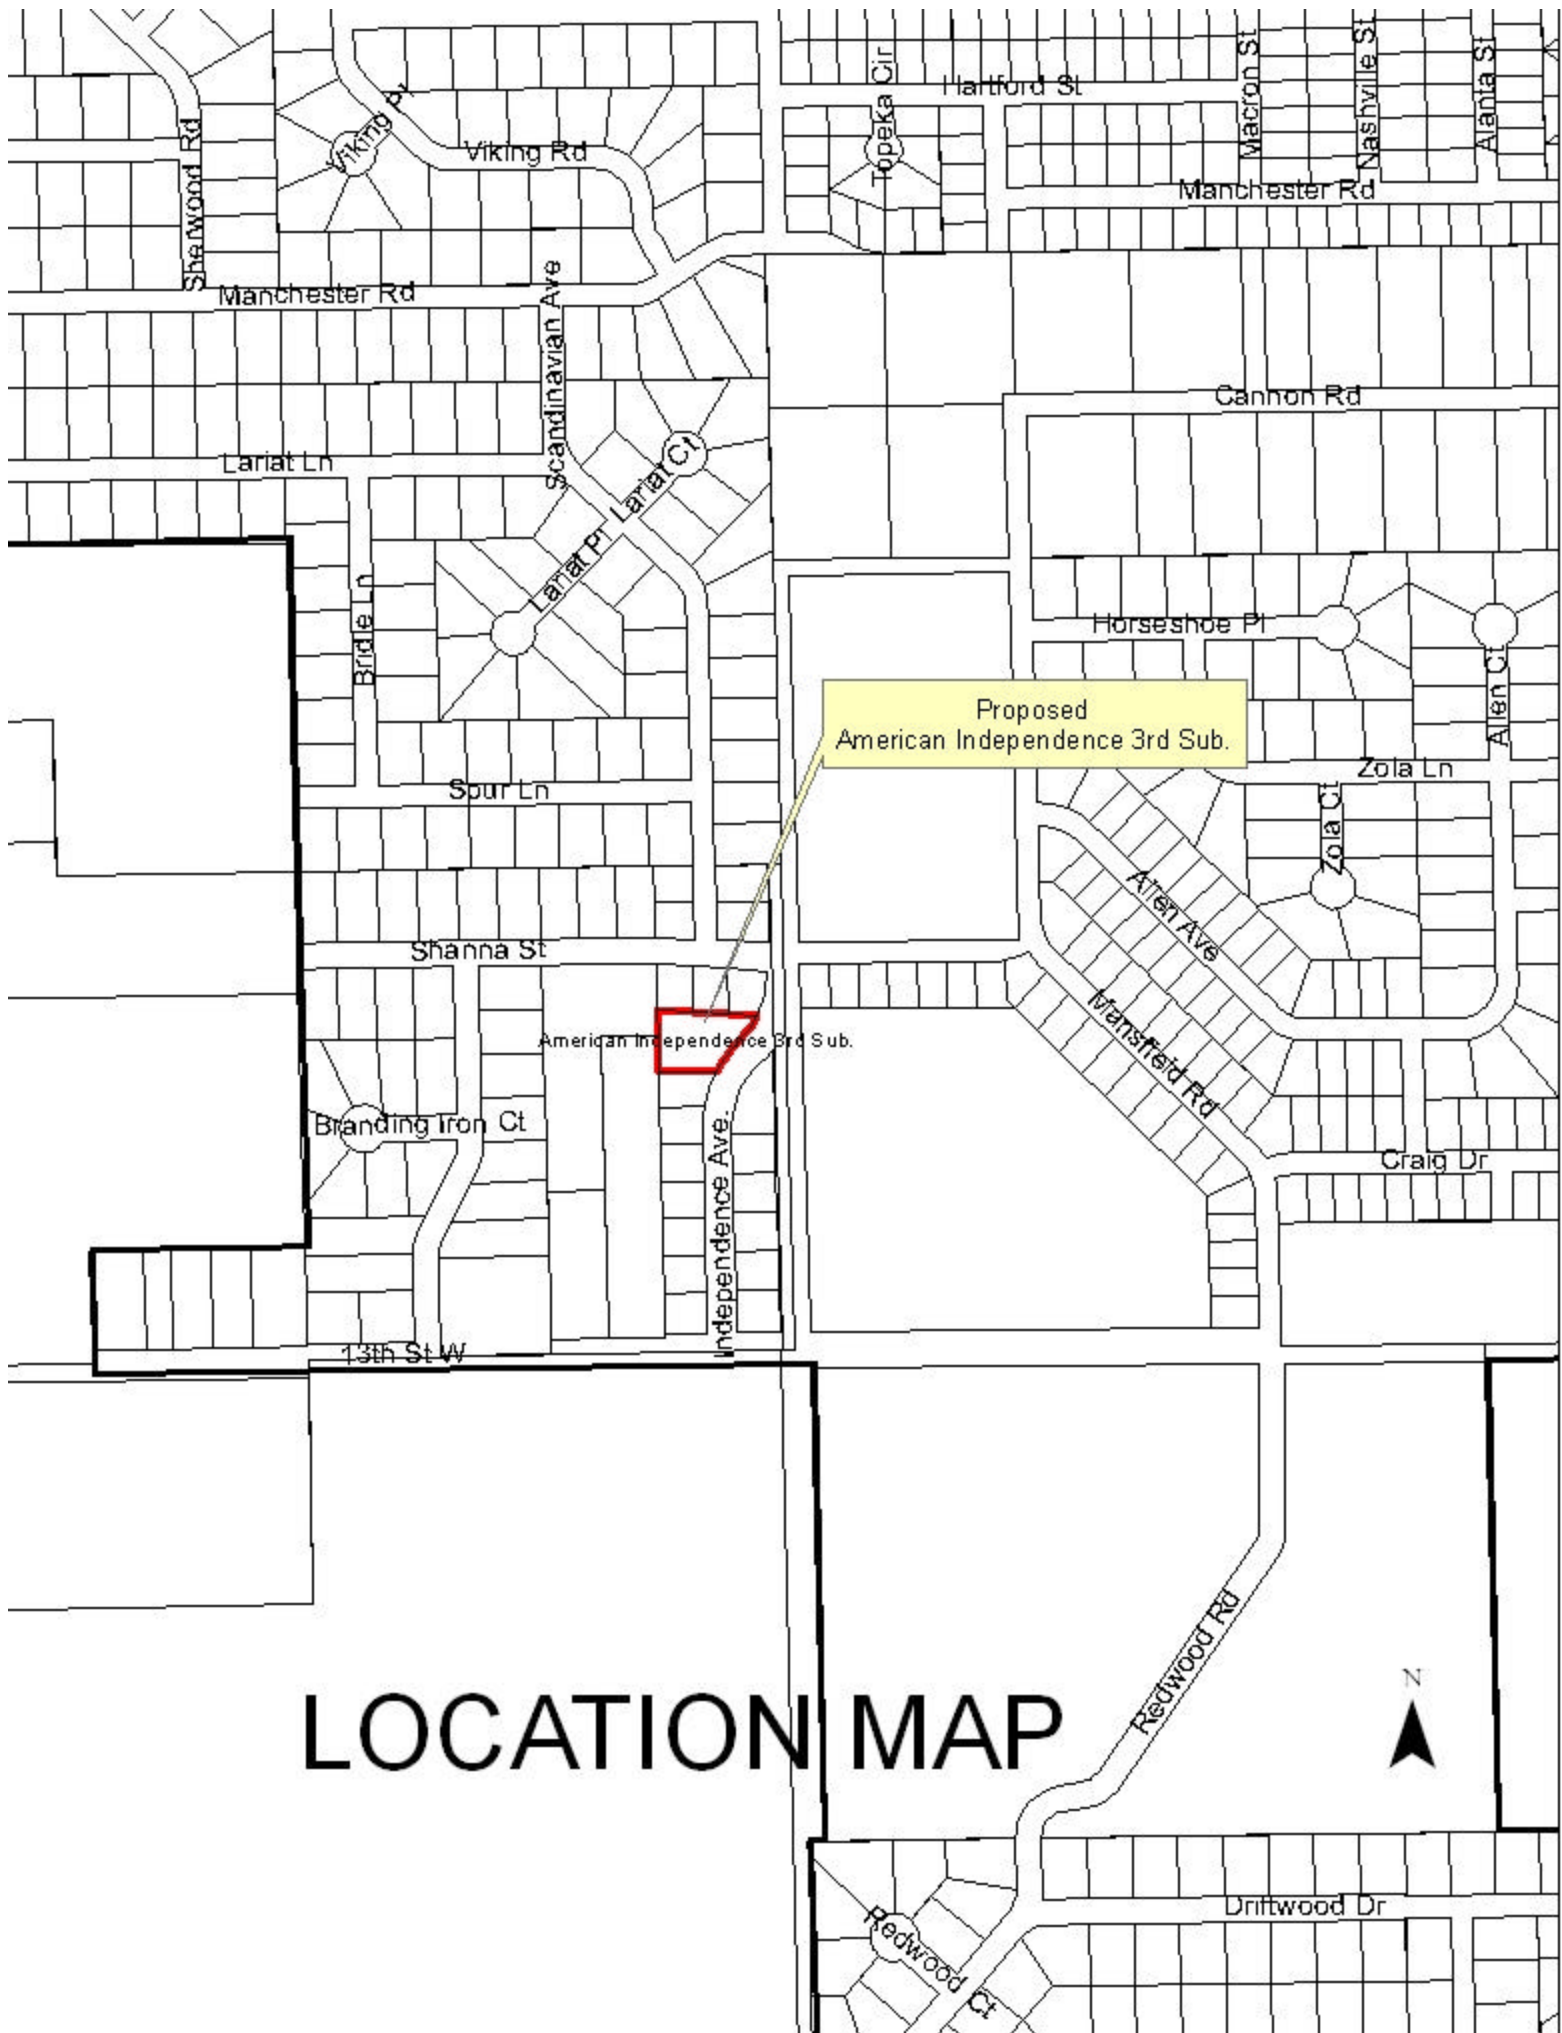 Hartford St
Topeka Cir
Macron St
Nashville St
Alanta St
Viking Pl
Viking Rd
Sherwood Rd
Manchester Rd
Manchester Rd
Scandinavian Ave
Cannon Rd
Lariat Ln
Lariat Ct
Lariat Pl
Bridle Ln
Horseshoe Pl
Allen Ct
Proposed
American Independence 3rd Sub.
Zola Ln
Spur Ln
Zola Ct
Allen Ave
Shanna St
Mansfield Rd
American Independence 3rd Sub.
Branding Iron Ct
Independence Ave.
Craig Dr
13th St W
Redwood Rd
N
LOCATION MAP
Driftwood Dr
Redwood Ct